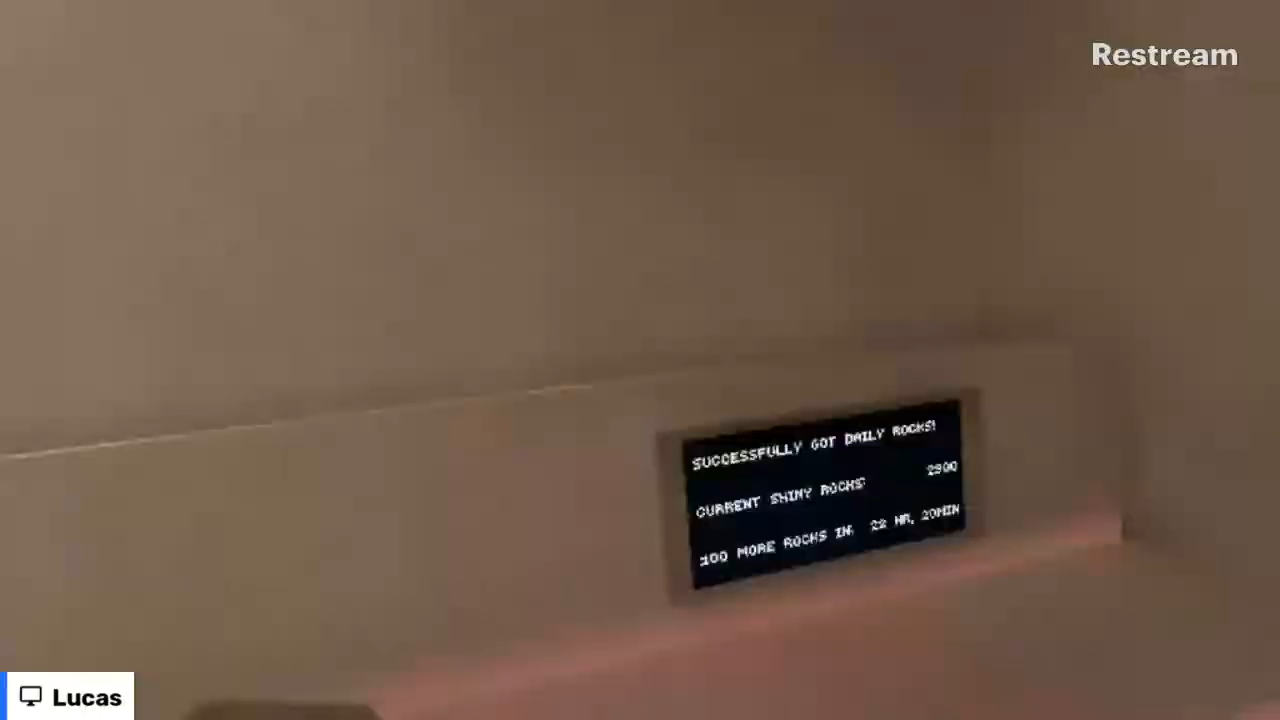 Restream
SUCCESSFULLY GOT DAILY ROCKS!
CURRENT SHINY ROCKS: 2900
100 MORE ROCKS IN: 22 HR, 20MIN
Lucas